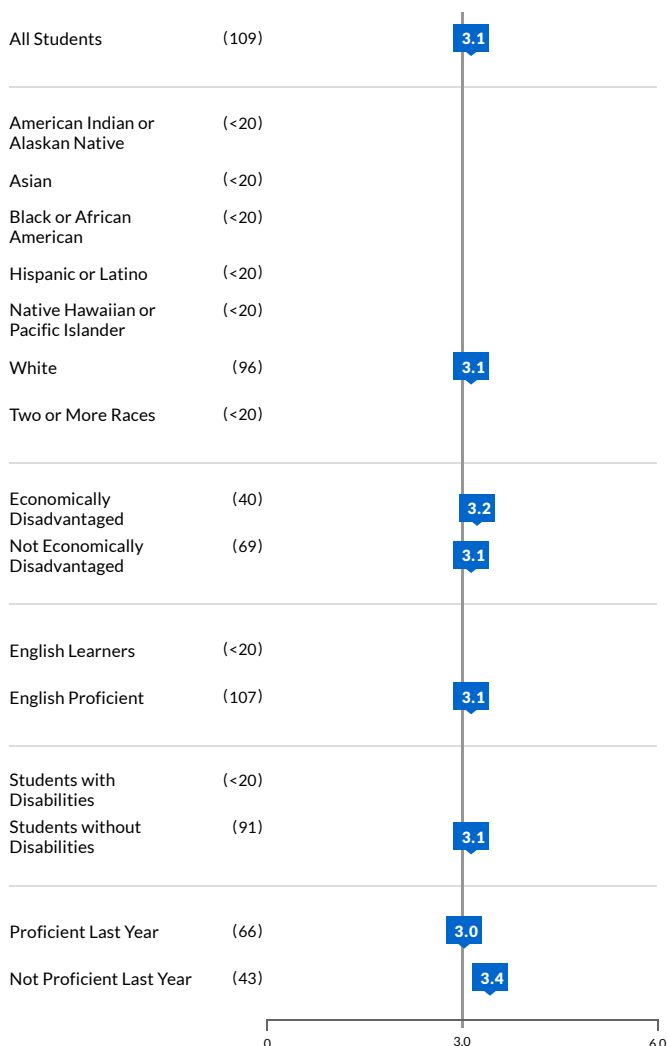 All Students (109) 3.1
American Indian or (<20)
Alaskan Native
Asian (<20)
Black or African (<20)
American
Hispanic or Latino (<20)
Native Hawaiian or (<20)
Pacific Islander
White (96) 3.1
Two or More Races (<20)
Economically (40) 3.2
Disadvantaged
Not Economically (69) 3.1
Disadvantaged
English Learners (<20)
English Proficient (107) 3.1
Students with (<20)
Disabilities
Students without (91) 3.1
Disabilities
Proficient Last Year (66) 3.0
Not Proficient Last Year (43) 3.4
0 3.0 6.0